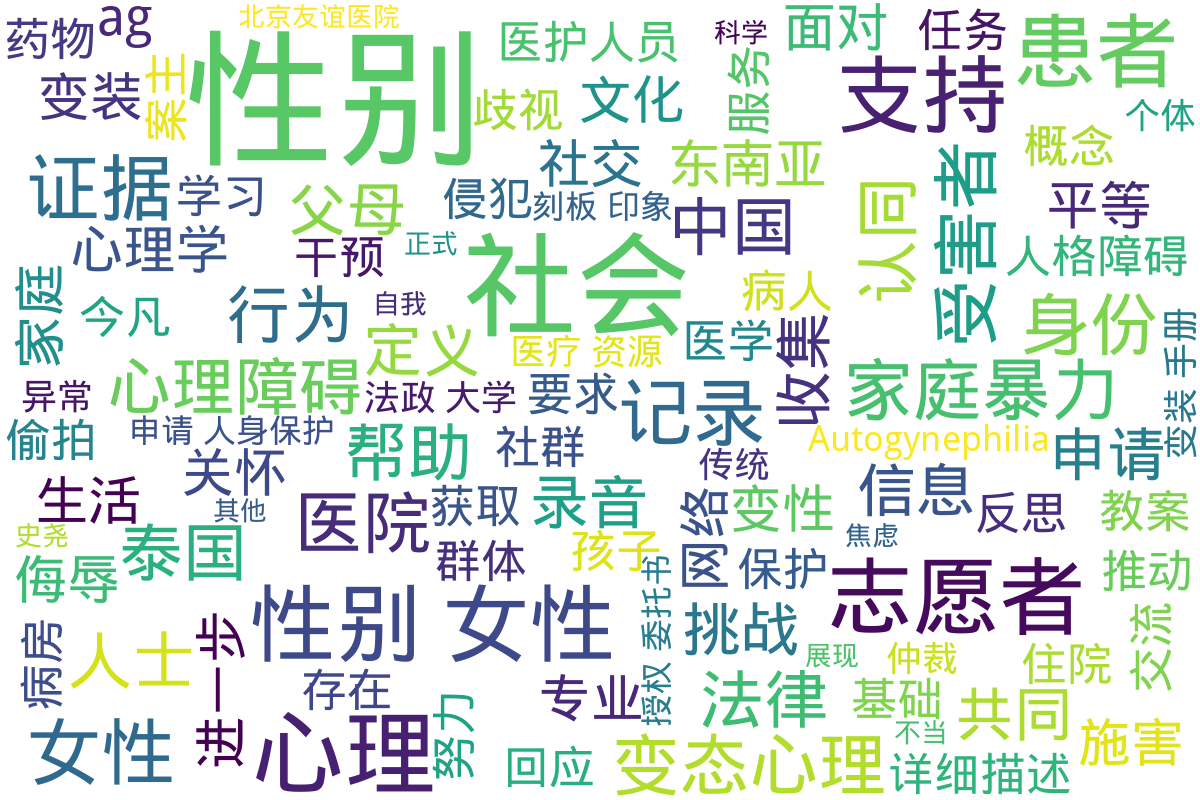 药物
ag
北京友谊医院
性别
医护人员
科学
面对
任务
患者
变装
案主
歧视
文化
服务
支持
个体
概念
证据
学习
父母
侵犯
社交
刻板 印象
东南亚
中国
认同
受害者
平等
心理学
干预
正式
社会
人格障碍
家庭
今凡
行为
自我
定义
医疗 资源
病人
医学
收集
身份
变装 手册
异常
心理障碍
法政 大学
要求
记录
家庭暴力
偷拍
申请 人身保护
帮助
社群
传统
Autogynephilia
申请
关怀
生活
其他
医院
获取
录音
网络
变性
信息
反思
教案
史尧
侮辱
泰国
群体
孩子
保护
焦虑
推动
病房
人士
进一步
性别 女性
授权 委托书
挑战
志愿者
展现
仲裁
住院
交流
存在
努力
专业
法律
基础
共同
不当
女性
心理
回应
变态心理
详细描述
施害